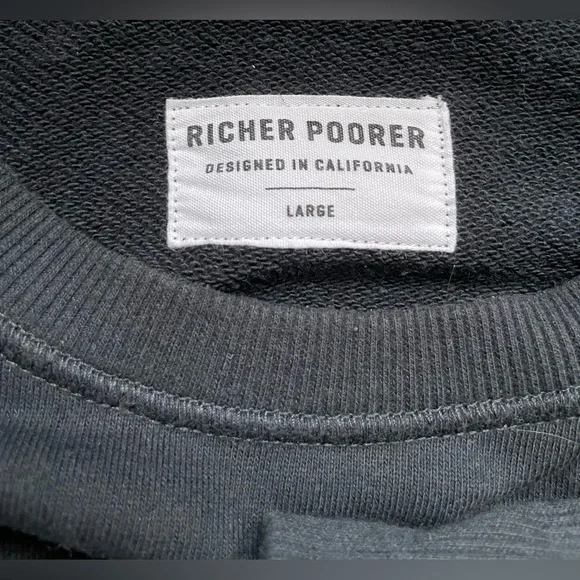 RICHER POORER
DESIGNED IN CALIFORNIA
LARGE